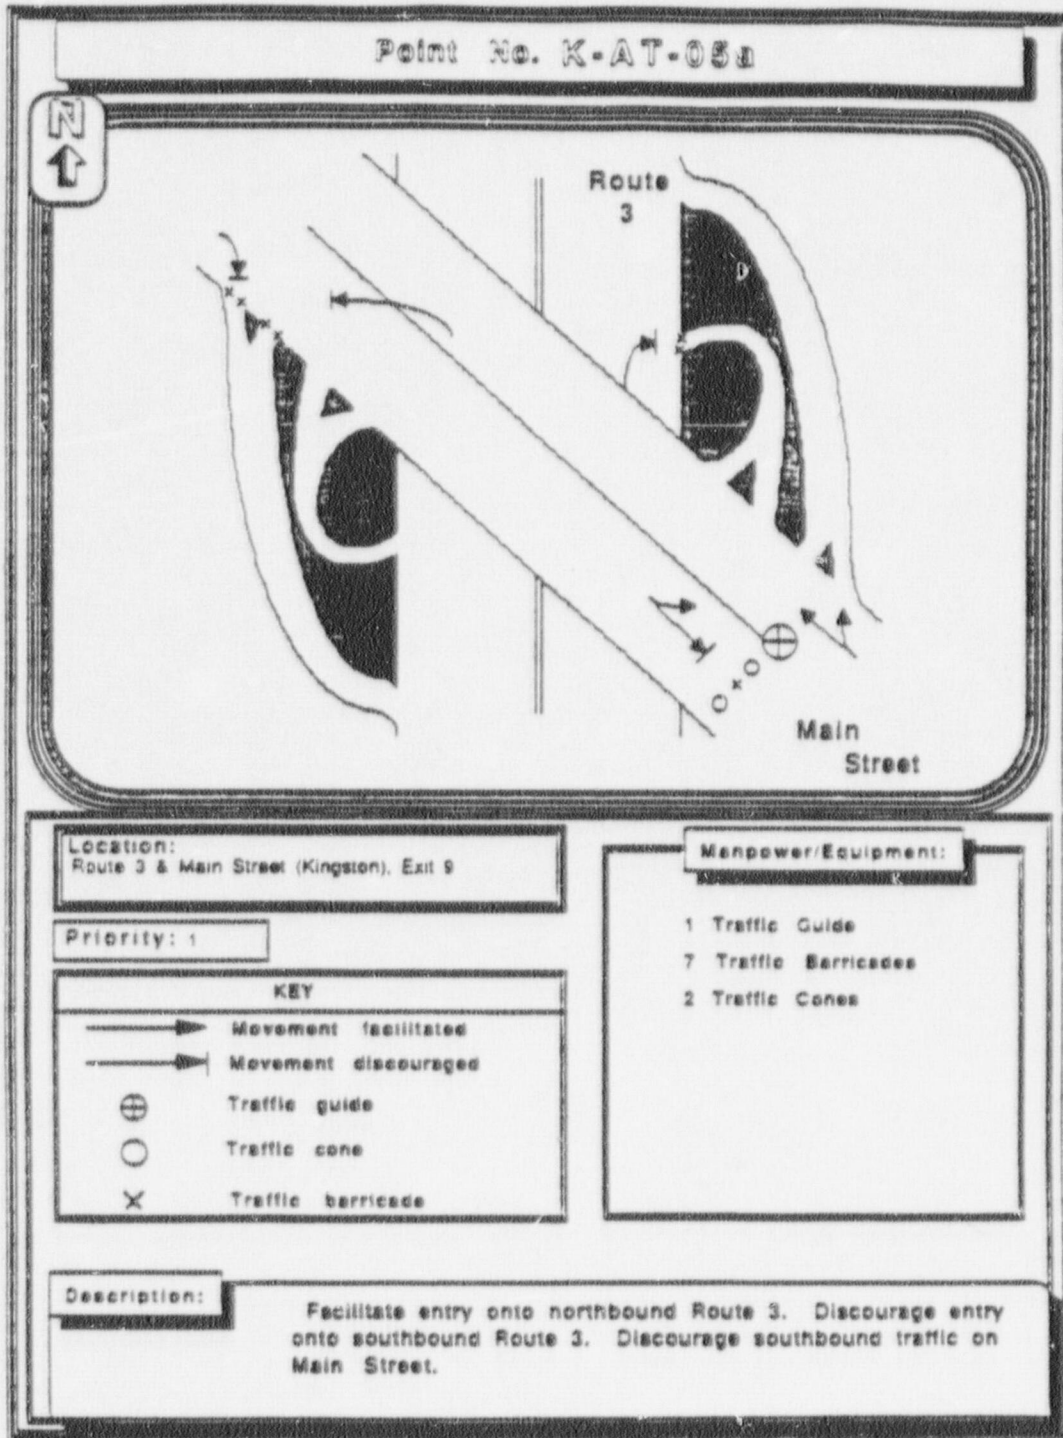 Point No. K-AT-05a
N
Route
3
Main
Street
Location:
Route 3 & Main Street (Kingston), Exit 9
Priority: 1
KEY
Movement facilitated
Movement discouraged
Traffic guide
Traffic cone
Traffic barricade
Manpower/Equipment:
1 Traffic Guide
7 Traffic Barricades
2 Traffic Cones
Description:
Facilitate entry onto northbound Route 3. Discourage entry
onto southbound Route 3. Discourage southbound traffic on
Main Street.